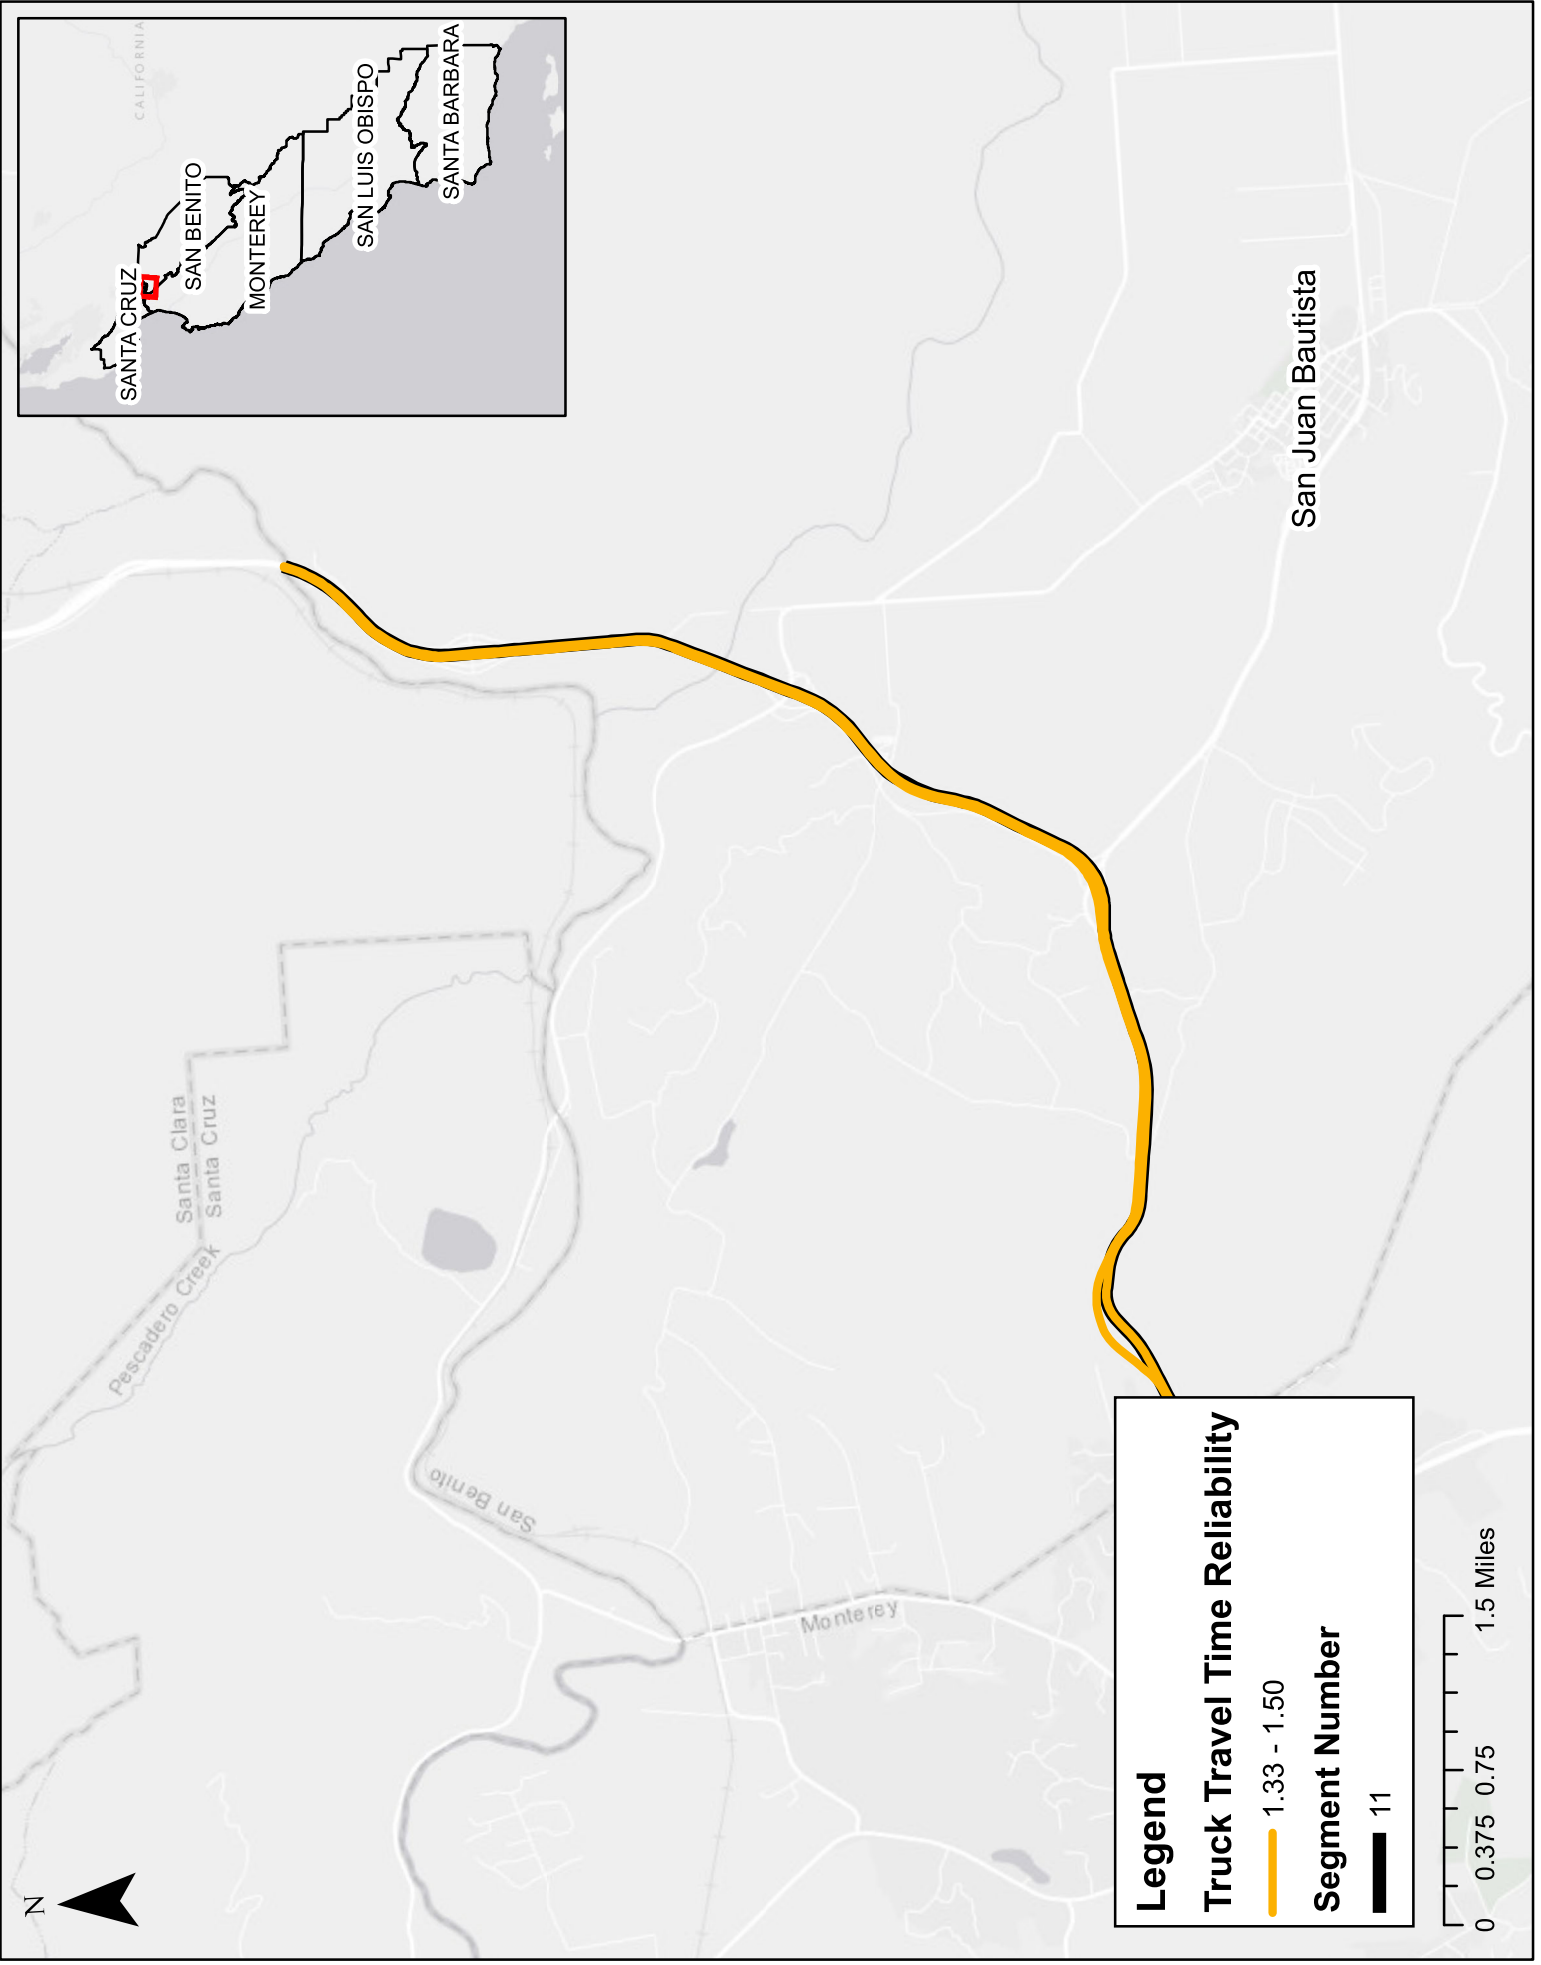 N
CALIFORNIA
SANTA CRUZ
SAN BENITO
MONTEREY
SAN LUIS OBISPO
SANTA BARBARA
Santa Clara
Santa Cruz
Pescadero Creek
San Benito
Monterey
San Juan Bautista
Legend
Truck Travel Time Reliability
1.33 - 1.50
Segment Number
11
0 0.375 0.75 1.5 Miles